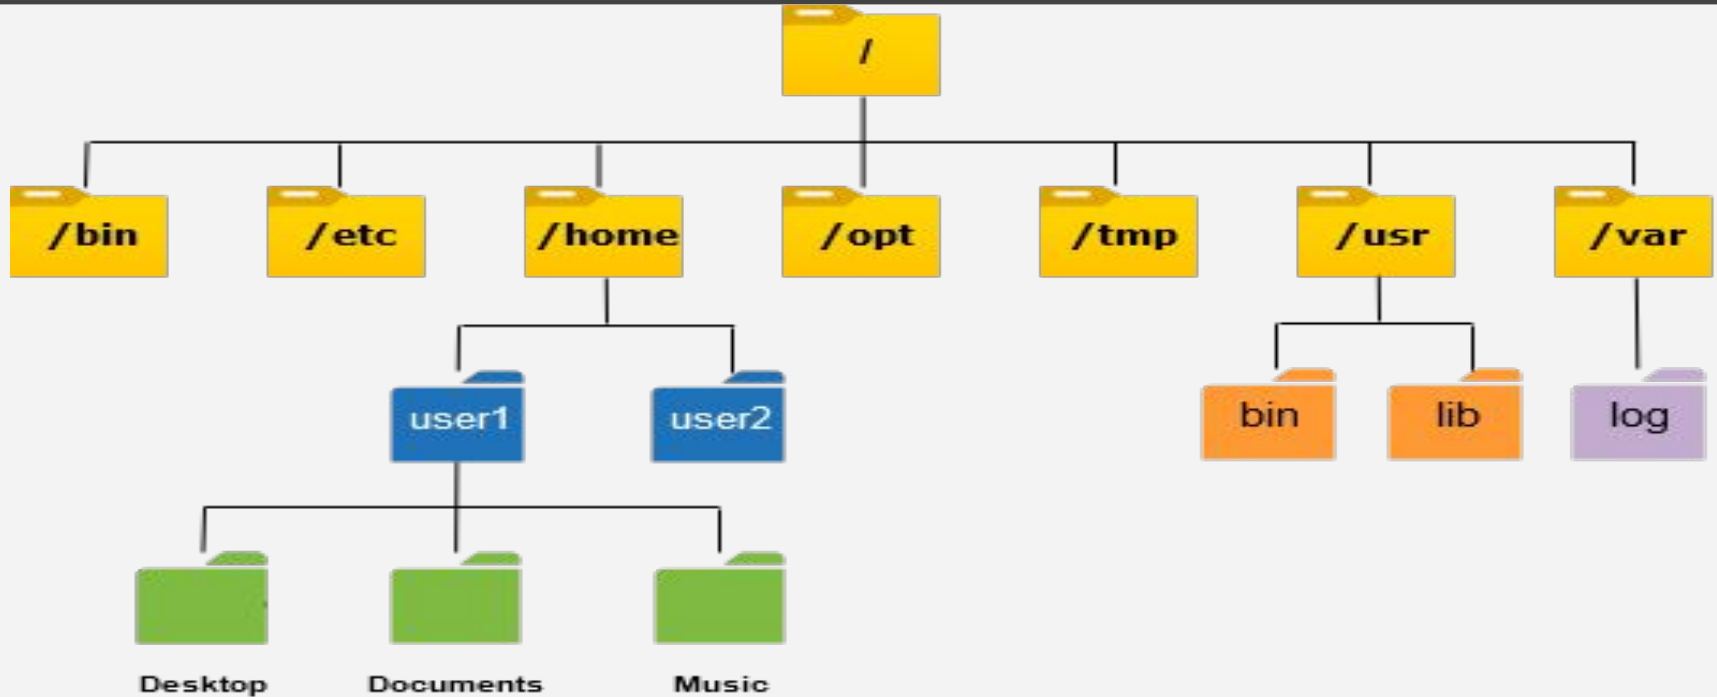 /
/bin /etc /home /opt /tmp /usr /var
user1 user2 bin lib log
Desktop Documents Music